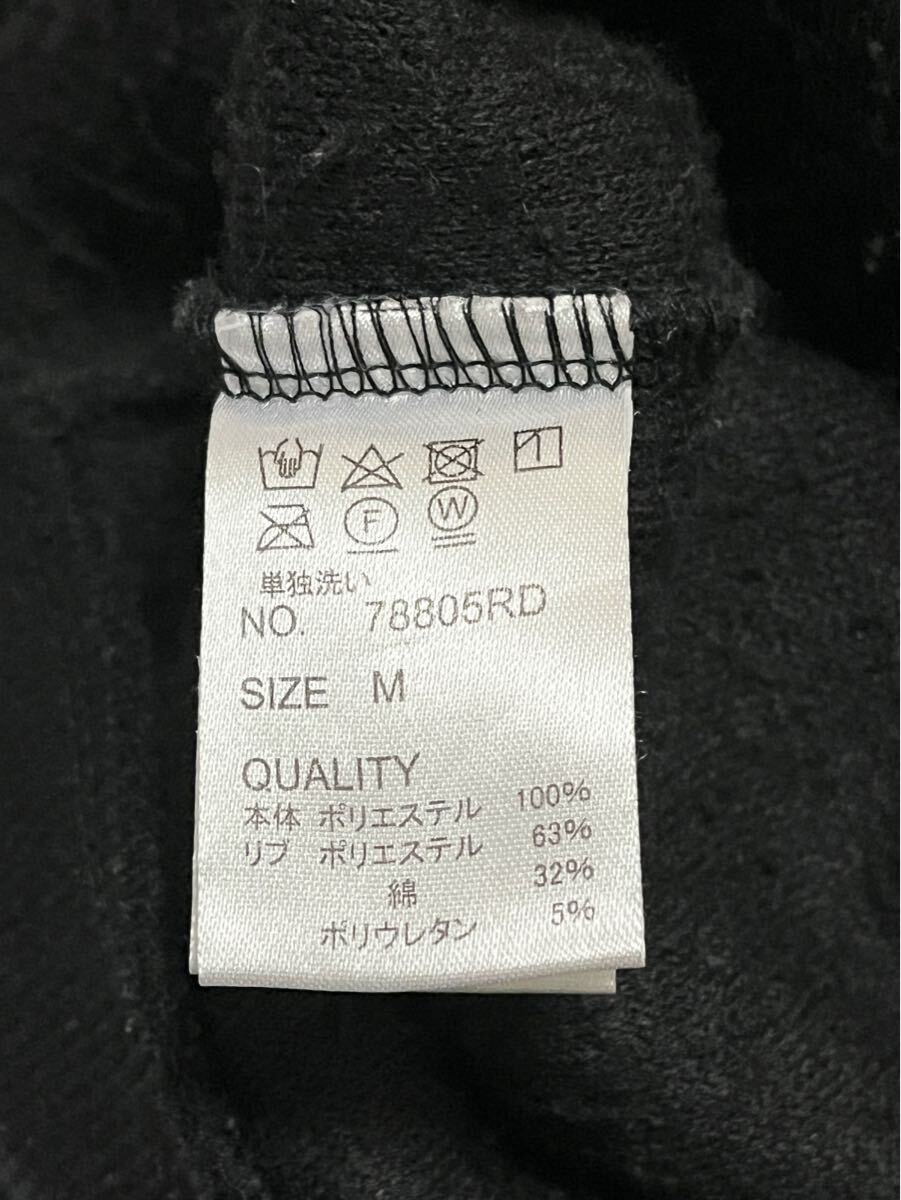 F W
単独洗い
NO. 78805RD
SIZE M
QUALITY
本体 ポリエステル 100%
リブ ポリエステル 63%
綿 32%
ポリウレタン 5%